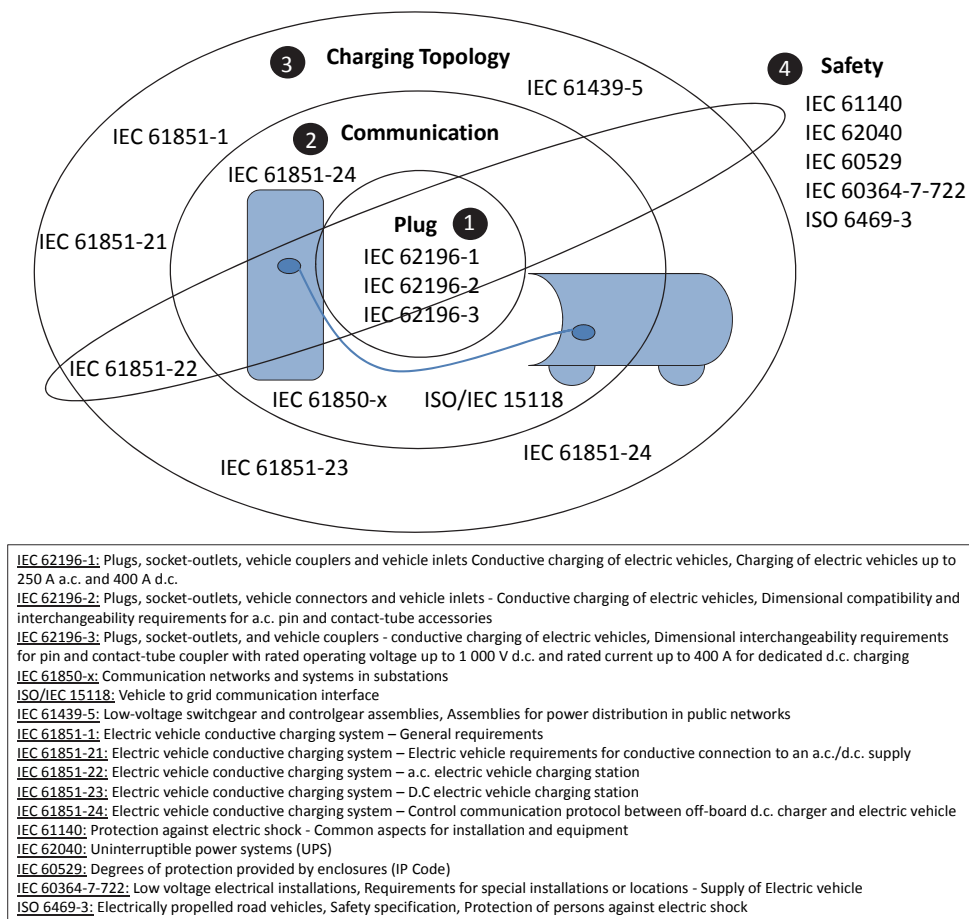 3 Charging Topology
4 Safety
IEC 61439-5
IEC 61140
IEC 62040
IEC 60529
IEC 60364-7-722
ISO 6469-3
IEC 61851-1
2 Communication
IEC 61851-24
Plug 1
IEC 62196-1
IEC 62196-2
IEC 62196-3
IEC 61851-21
IEC 61851-22
IEC 61850-x
ISO/IEC 15118
IEC 61851-23
IEC 61851-24
IEC 62196-1: Plugs, socket-outlets, vehicle couplers and vehicle inlets Conductive charging of electric vehicles, Charging of electric vehicles up to
250 A a.c. and 400 A d.c.
IEC 62196-2: Plugs, socket-outlets, vehicle connectors and vehicle inlets - Conductive charging of electric vehicles, Dimensional compatibility and
interchangeability requirements for a.c. pin and contact-tube accessories
IEC 62196-3: Plugs, socket-outlets, and vehicle couplers - conductive charging of electric vehicles, Dimensional interchangeability requirements
for pin and contact-tube coupler with rated operating voltage up to 1 000 V d.c. and rated current up to 400 A for dedicated d.c. charging
IEC 61850-x: Communication networks and systems in substations
ISO/IEC 15118: Vehicle to grid communication interface
IEC 61439-5: Low-voltage switchgear and controlgear assemblies, Assemblies for power distribution in public networks
IEC 61851-1: Electric vehicle conductive charging system – General requirements
IEC 61851-21: Electric vehicle conductive charging system – Electric vehicle requirements for conductive connection to an a.c./d.c. supply
IEC 61851-22: Electric vehicle conductive charging system – a.c. electric vehicle charging station
IEC 61851-23: Electric vehicle conductive charging system – D.C electric vehicle charging station
IEC 61851-24: Electric vehicle conductive charging system – Control communication protocol between off-board d.c. charger and electric vehicle
IEC 61140: Protection against electric shock - Common aspects for installation and equipment
IEC 62040: Uninterruptible power systems (UPS)
IEC 60529: Degrees of protection provided by enclosures (IP Code)
IEC 60364-7-722: Low voltage electrical installations, Requirements for special installations or locations - Supply of Electric vehicle
ISO 6469-3: Electrically propelled road vehicles, Safety specification, Protection of persons against electric shock